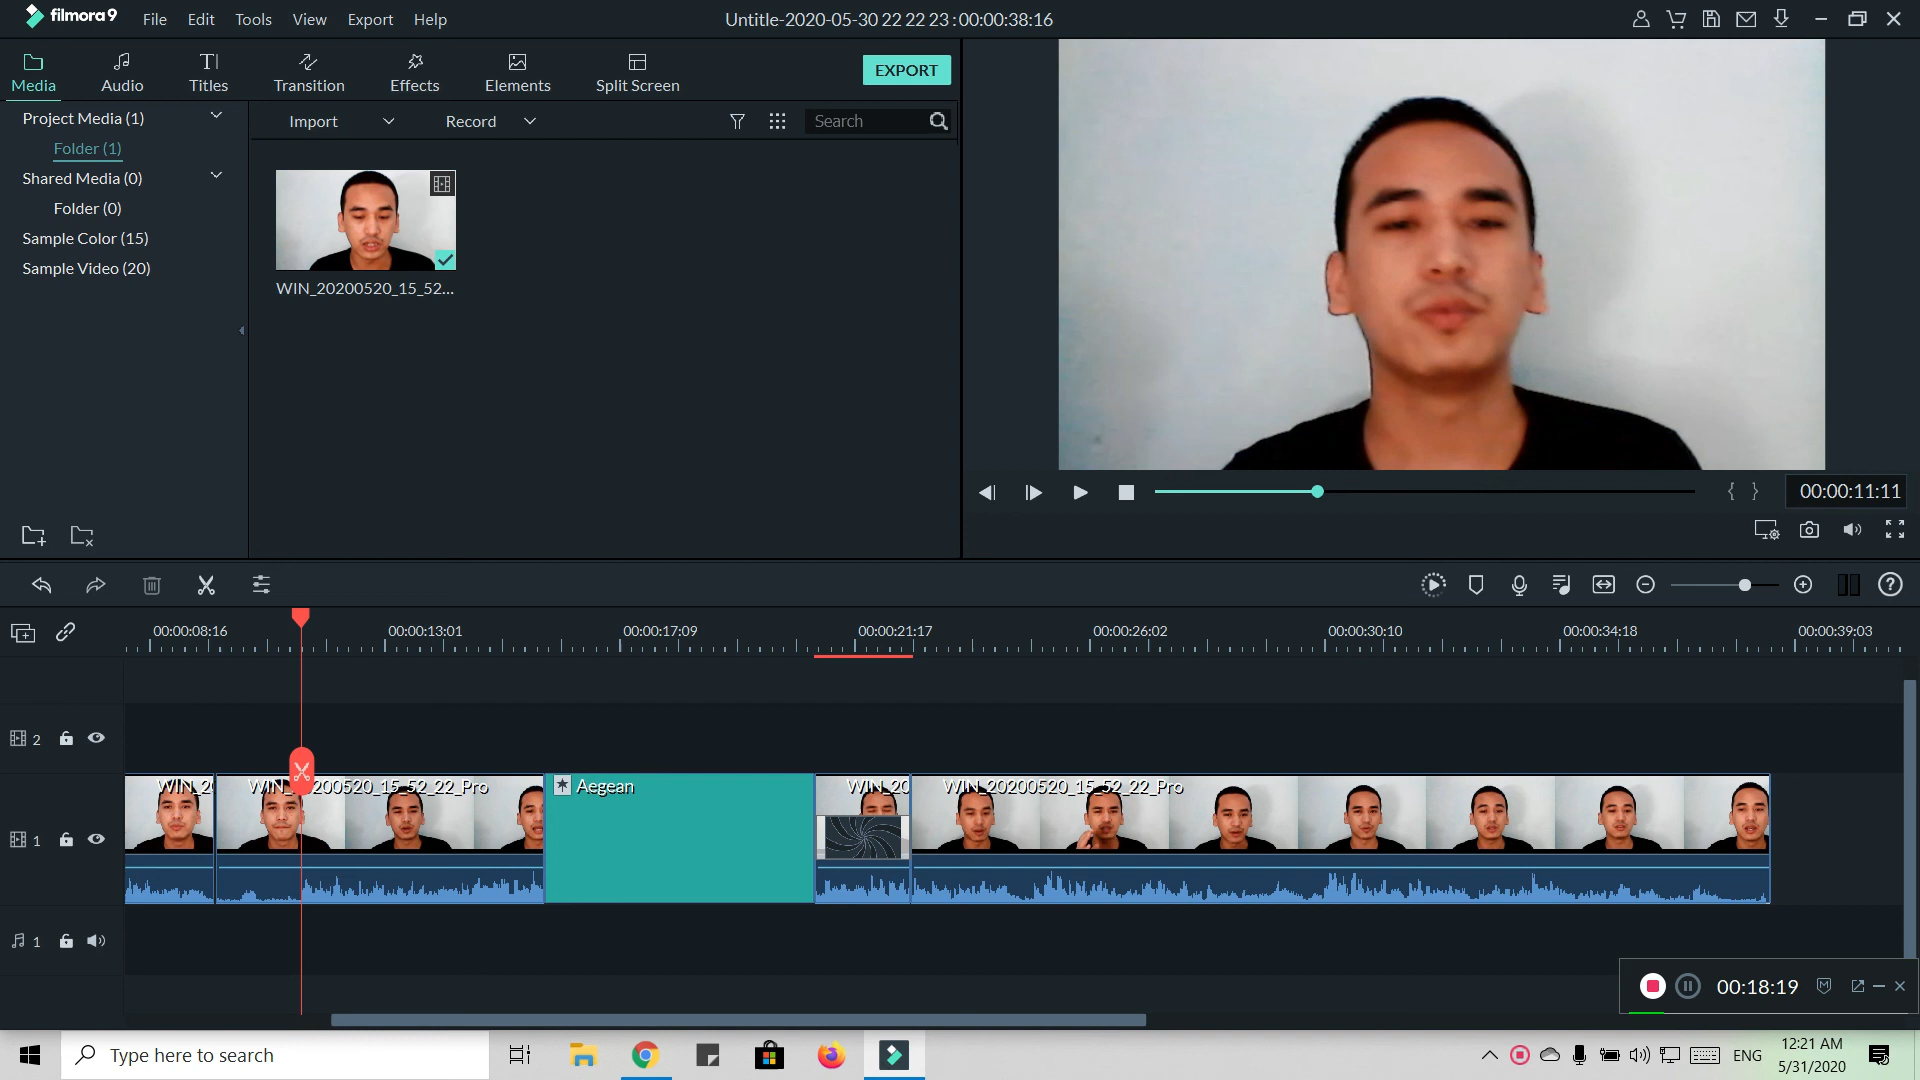 filmora9 File Edit Tools View Export Help Untitle-2020-05-30 22 22 23 : 00:00:38:16
Media Audio Titles Transition Effects Elements Split Screen EXPORT
Project Media (1) Import Record Search
Folder (1)
Shared Media (0)
Folder (0)
Sample Color (15)
Sample Video (20)
WIN_20200520_15_52...
{ } 00:00:11:11
00:00:08:16 00:00:13:01 00:00:17:09 00:00:21:17 00:00:26:02 00:00:30:10 00:00:34:18 00:00:39:03
2
WIN_20 WIN_20200520_15_52_22_Pro Aegean WIN_20 WIN_20200520_15_52_22_Pro
1
1
00:18:19
Type here to search ENG 12:21 AM
5/31/2020